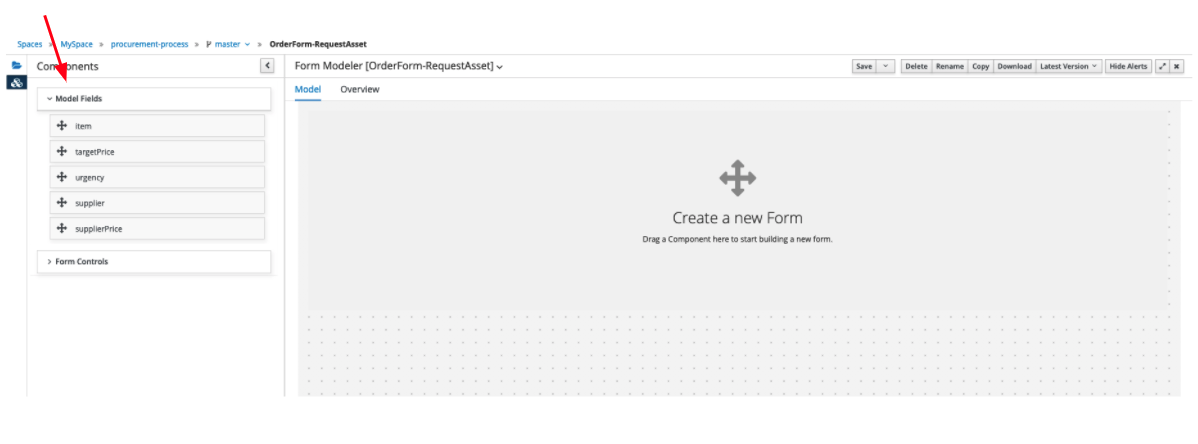 Spaces » MySpace » procurement-process » master » OrderForm-RequestAsset
Components
Form Modeler [OrderForm-RequestAsset]
Save Delete Rename Copy Download Latest Version Hide Alerts
Model Overview
Model Fields
item
targetPrice
urgency
supplier
supplierPrice
Form Controls
Create a new Form
Drag a Component here to start building a new form.